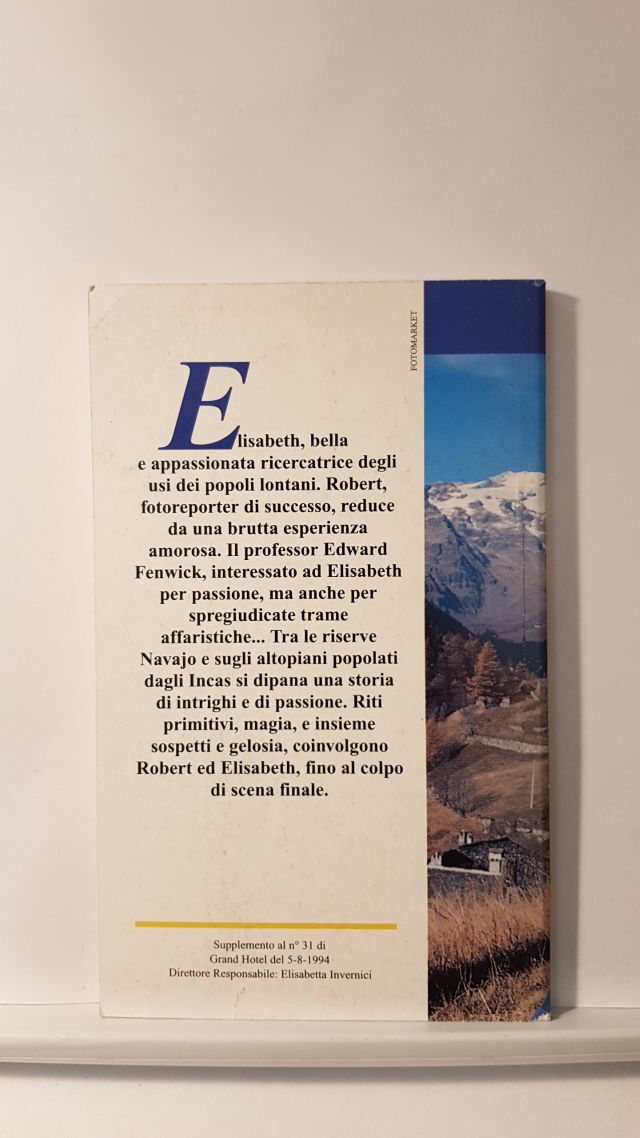 FOTOMARKET
Elisabeth, bella
e appassionata ricercatrice degli
usi dei popoli lontani. Robert,
fotoreporter di successo, reduce
da una brutta esperienza
amorosa. Il professor Edward
Fenwick, interessato ad Elisabeth
per passione, ma anche per
spregiudicate trame
affaristiche... Tra le riserve
Navajo e sugli altopiani popolati
dagli Incas si dipana una storia
di intrighi e di passione. Riti
primitivi, magia, e insieme
sospetti e gelosia, coinvolgono
Robert ed Elisabeth, fino al colpo
di scena finale.
Supplemento al n° 31 di
Grand Hotel del 5-8-1994
Direttore Responsabile: Elisabetta Invernici